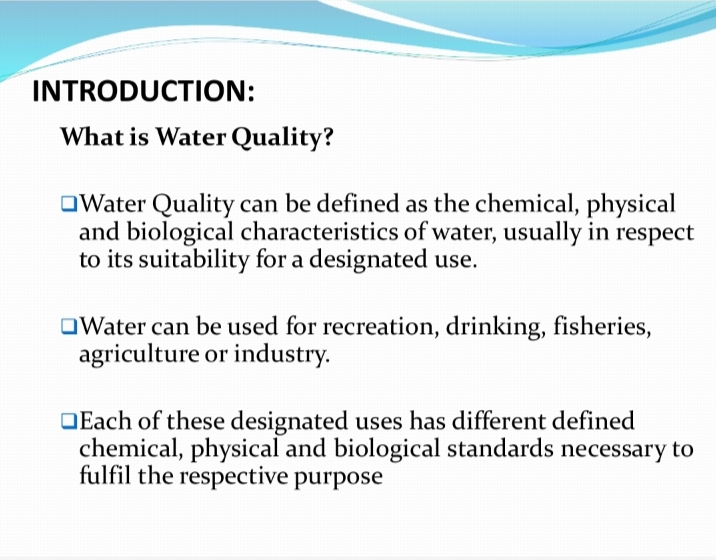 INTRODUCTION:
What is Water Quality?
Water Quality can be defined as the chemical, physical
and biological characteristics of water, usually in respect
to its suitability for a designated use.
Water can be used for recreation, drinking, fisheries,
agriculture or industry.
Each of these designated uses has different defined
chemical, physical and biological standards necessary to
fulfil the respective purpose